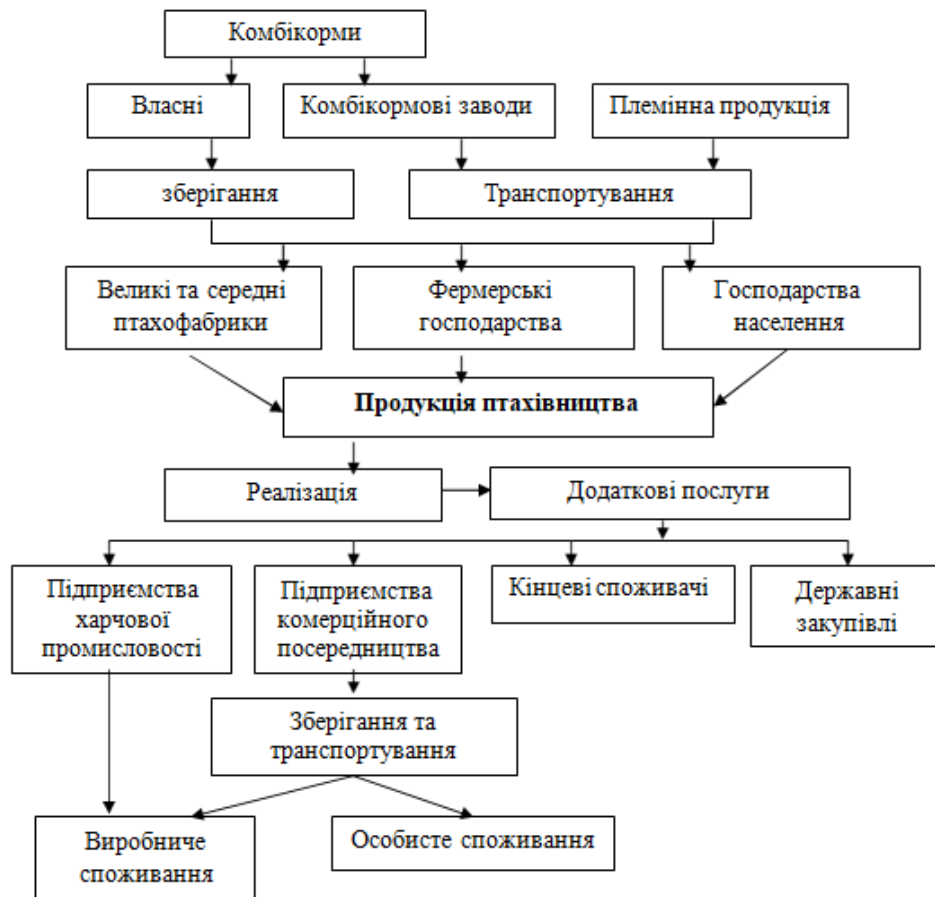 Комбікорми
Власні
Комбікормові заводи
Племінна продукція
зберігання
Транспортування
Великі та середні
птахофабрики
Фермерські
господарства
Господарства
населення
Продукція птахівництва
Реалізація
Додаткові послуги
Підприємства
харчової
промисловості
Підприємства
комерційного
посередництва
Кінцеві споживачі
Державні
закупівлі
Зберігання та
транспортування
Виробниче
споживання
Особисте споживання